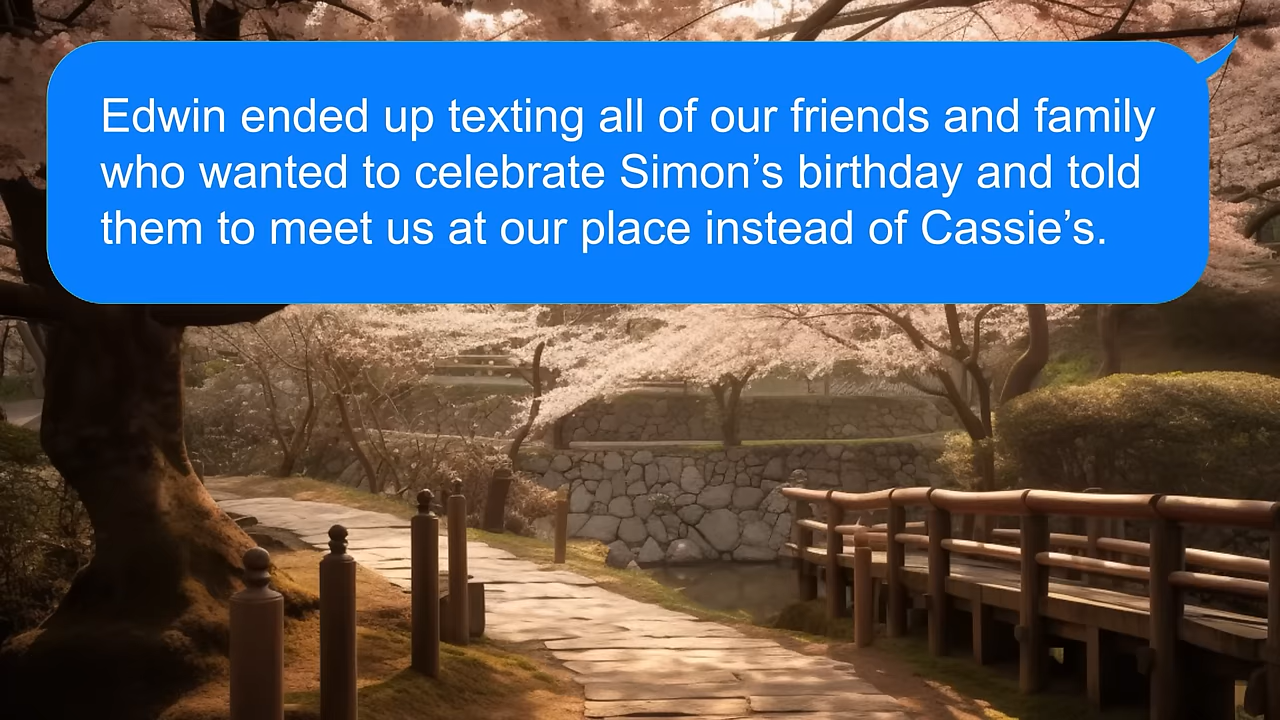 Edwin ended up texting all of our friends and family
who wanted to celebrate Simon’s birthday and told
them to meet us at our place instead of Cassie’s.